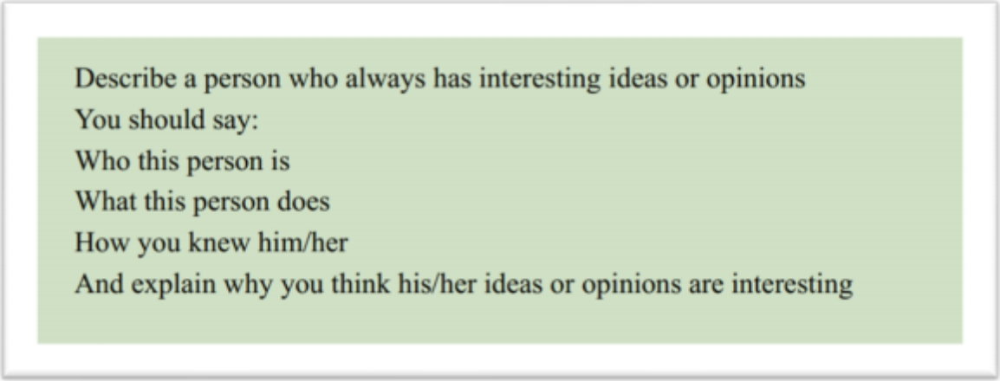 Describe a person who always has interesting ideas or opinions
You should say:
Who this person is
What this person does
How you knew him/her
And explain why you think his/her ideas or opinions are interesting